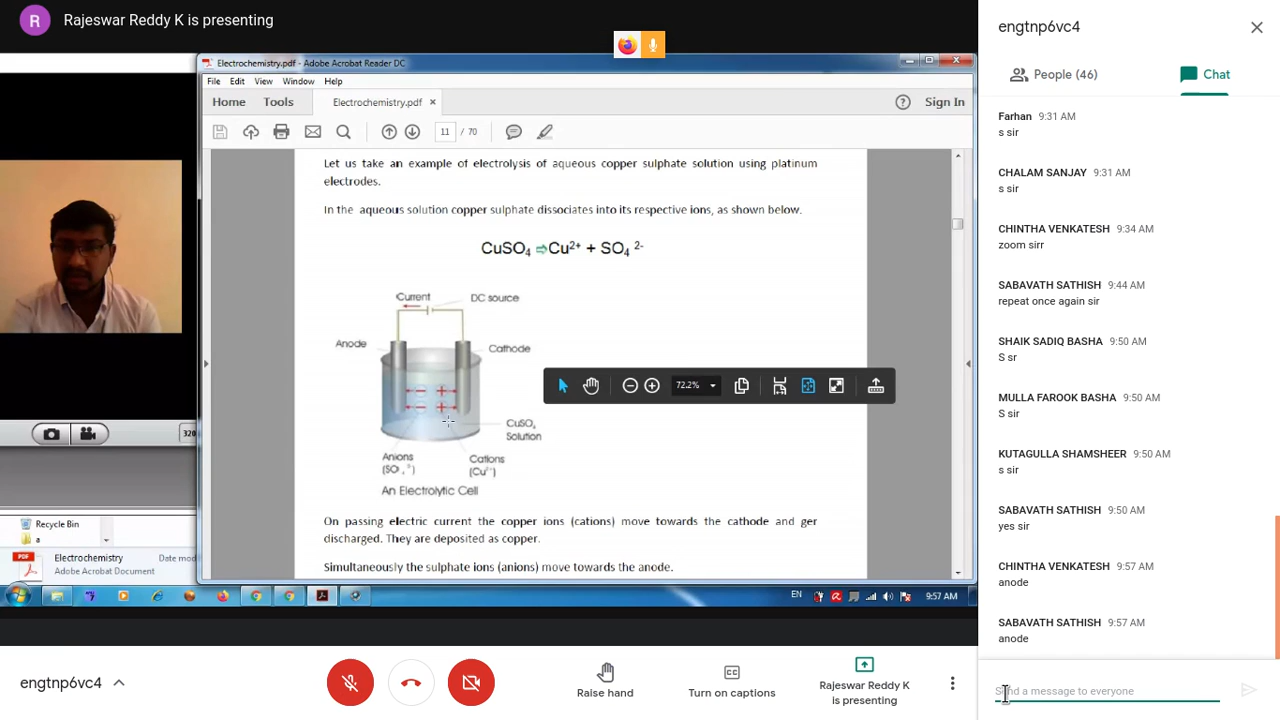 R
Rajeswar Reddy K is presenting
engtnp6vc4
People (46)
Chat
Electrochemistry.pdf - Adobe Acrobat Reader DC
File Edit View Window Help
Home Tools Electrochemistry.pdf × Sign In
11 / 70
Let us take an example of electrolysis of aqueous copper sulphate solution using platinum
electrodes.
In the aqueous solution copper sulphate dissociates into its respective ions, as shown below.
CuSO₄ ⇨Cu²⁺ + SO₄ ²⁻
Current
DC source
Anode
Cathode
72.2%
CuSO₄
Solution
Anions
Cations
(Cu²⁺)
An Electrolytic Cell
On passing electric current the copper ions (cations) move towards the cathode and ger
discharged. They are deposited as copper.
Simultaneously the sulphate ions (anions) move towards the anode.
320
Recycle Bin
a
PDF
Electrochemistry
Date mod
Adobe Acrobat Document
EN
9:57 AM
Farhan 9:31 AM
s sir
CHALAM SANJAY 9:31 AM
s sir
CHINTHA VENKATESH 9:34 AM
zoom sirr
SABAVATH SATHISH 9:44 AM
repeat once again sir
SHAIK SADIQ BASHA 9:50 AM
S sr
MULLA FAROOK BASHA 9:50 AM
S sir
KUTAGULLA SHAMSHEER 9:50 AM
s sir
SABAVATH SATHISH 9:50 AM
yes sir
CHINTHA VENKATESH 9:57 AM
anode
SABAVATH SATHISH 9:57 AM
anode
Send a message to everyone
engtnp6vc4
Raise hand
Turn on captions
Rajeswar Reddy K
is presenting